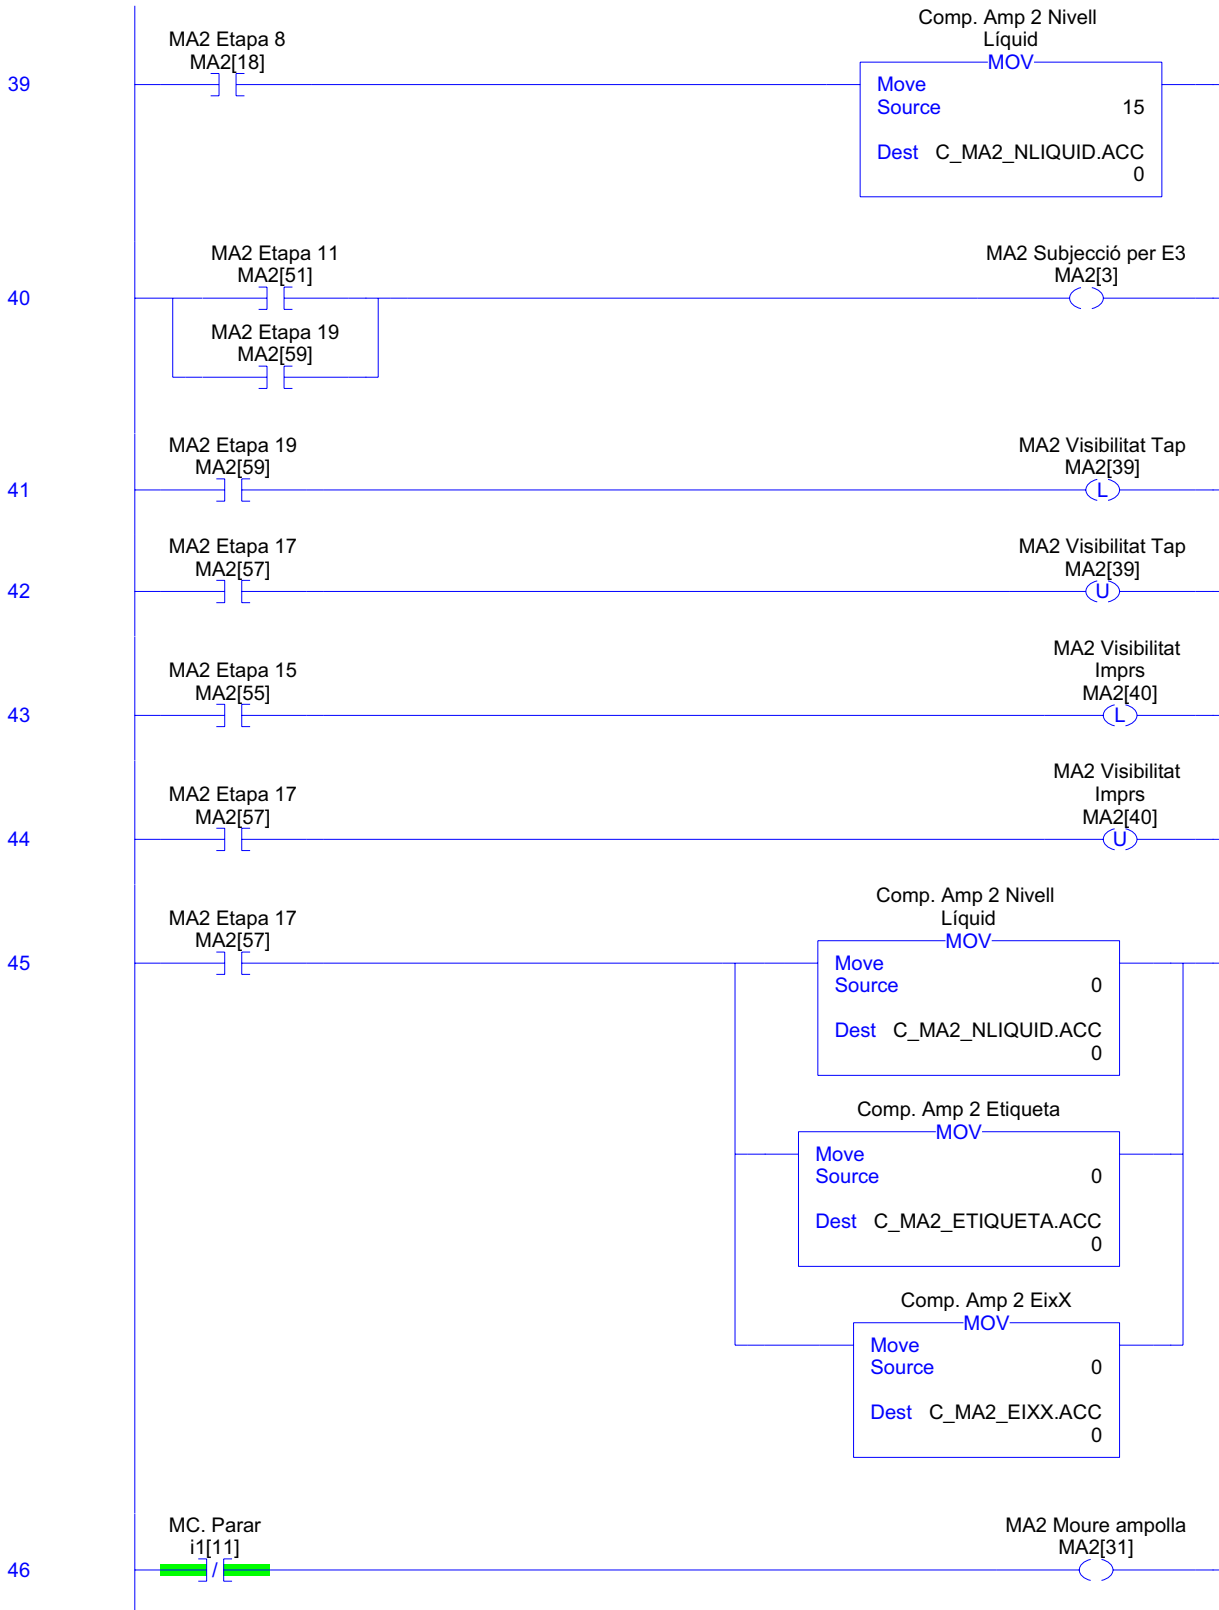 MA2 Etapa 8
MA2[18]
39
Comp. Amp 2 Nivell
Líquid
MOV
Move
Source 15
Dest C_MA2_NLIQUID.ACC
0
MA2 Etapa 11
MA2[51]
MA2 Subjecció per E3
MA2[3]
40
MA2 Etapa 19
MA2[59]
MA2 Etapa 19
MA2[59]
MA2 Visibilitat Tap
MA2[39]
41
L
MA2 Etapa 17
MA2[57]
MA2 Visibilitat Tap
MA2[39]
42
U
MA2 Etapa 15
MA2[55]
MA2 Visibilitat
Imprs
MA2[40]
43
L
MA2 Etapa 17
MA2[57]
MA2 Visibilitat
Imprs
MA2[40]
44
U
MA2 Etapa 17
MA2[57]
45
Comp. Amp 2 Nivell
Líquid
MOV
Move
Source 0
Dest C_MA2_NLIQUID.ACC
0
Comp. Amp 2 Etiqueta
MOV
Move
Source 0
Dest C_MA2_ETIQUETA.ACC
0
Comp. Amp 2 EixX
MOV
Move
Source 0
Dest C_MA2_EIXX.ACC
0
MC. Parar
i1[11]
MA2 Moure ampolla
MA2[31]
46
/